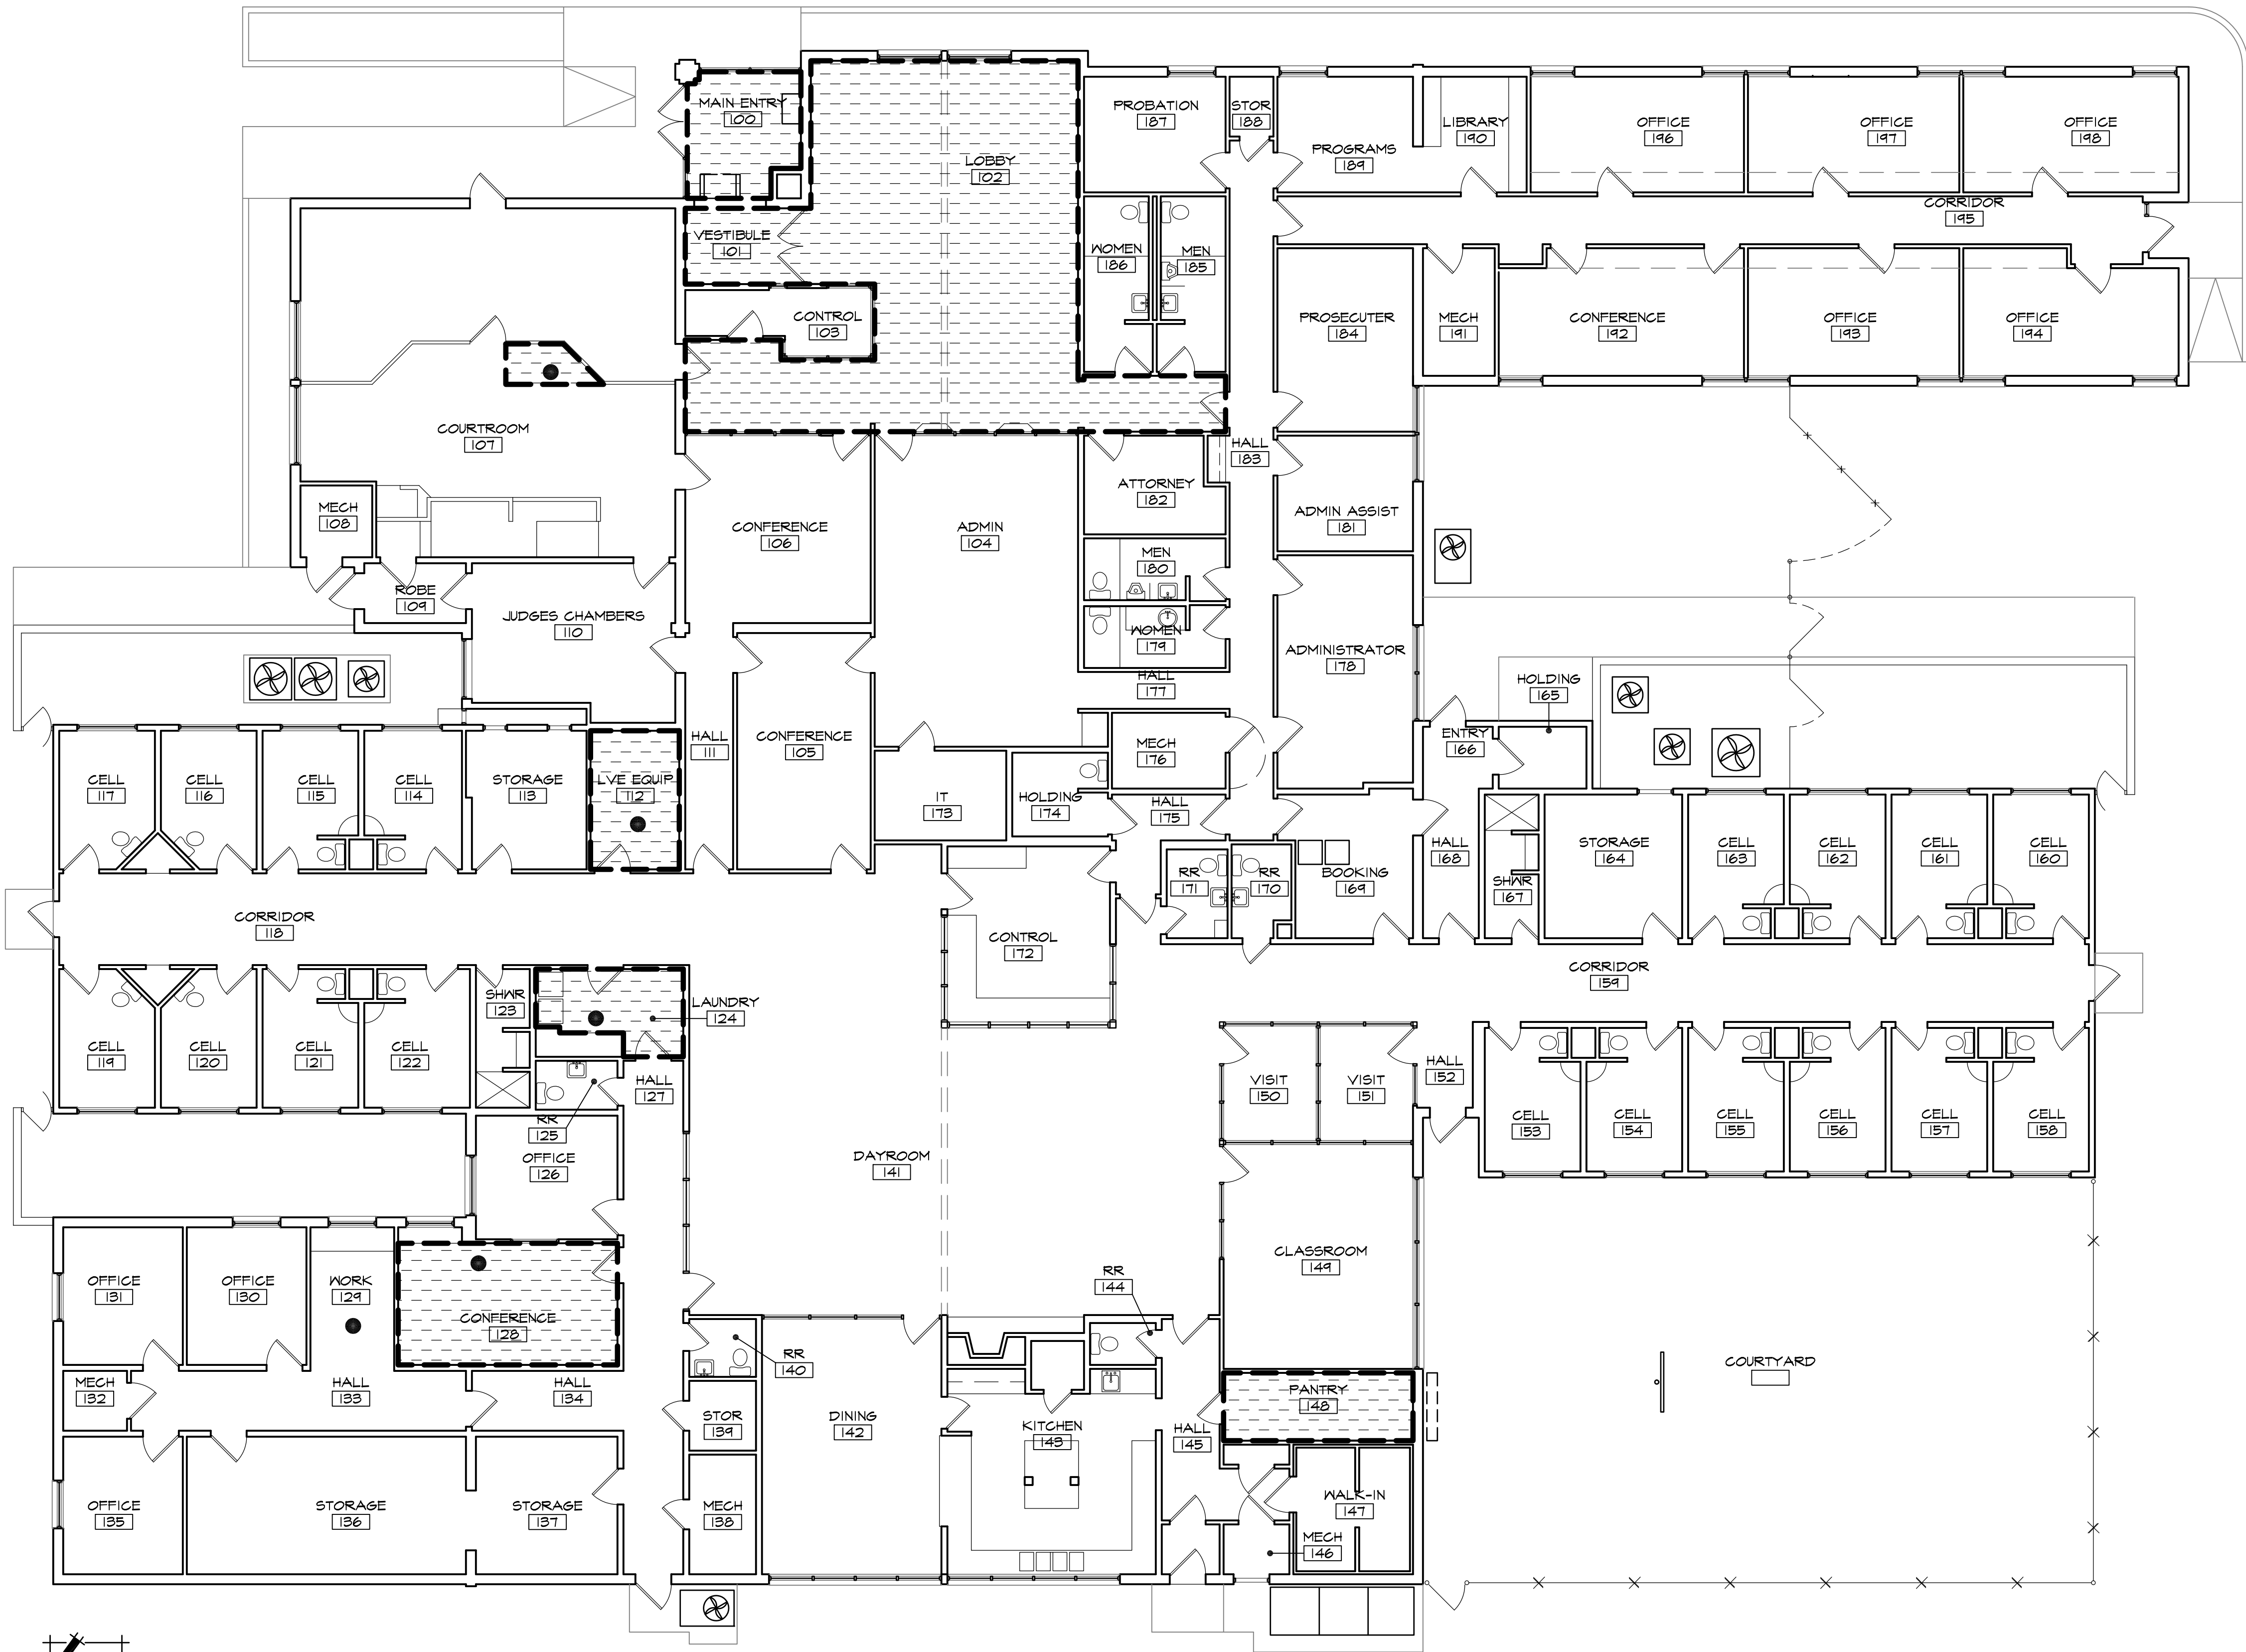 MAIN ENTRY
100
PROBATION
187
STOR
188
LIBRARY
190
OFFICE
196
OFFICE
197
OFFICE
198
PROGRAMS
189
LOBBY
102
CORRIDOR
195
VESTIBULE
101
WOMEN
186
MEN
185
CONTROL
103
PROSECUTER
184
MECH
191
CONFERENCE
192
OFFICE
193
OFFICE
194
COURTROOM
107
HALL
183
ATTORNEY
182
MECH
108
CONFERENCE
106
ADMIN
104
ADMIN ASSIST
181
MEN
180
ROBE
109
JUDGES CHAMBERS
110
WOMEN
179
ADMINISTRATOR
178
HALL
177
HOLDING
165
HALL
111
CONFERENCE
105
MECH
176
ENTRY
166
CELL
117
CELL
116
CELL
115
CELL
114
STORAGE
113
LVE EQUIP
112
IT
173
HOLDING
174
HALL
175
HALL
168
STORAGE
164
CELL
163
CELL
162
CELL
161
CELL
160
RR
171
RR
170
BOOKING
169
SHWR
167
CORRIDOR
118
CONTROL
172
CORRIDOR
159
SHWR
123
LAUNDRY
124
CELL
119
CELL
120
CELL
121
CELL
122
HALL
127
VISIT
150
VISIT
151
HALL
152
RR
125
CELL
153
CELL
154
CELL
155
CELL
156
CELL
157
CELL
158
OFFICE
126
DAYROOM
141
CLASSROOM
149
OFFICE
131
OFFICE
130
WORK
129
RR
144
CONFERENCE
128
RR
140
COURTYARD
MECH
132
HALL
133
HALL
134
PANTRY
148
STOR
139
DINING
142
KITCHEN
143
HALL
145
OFFICE
135
STORAGE
136
STORAGE
137
MECH
138
WALK-IN
147
MECH
146